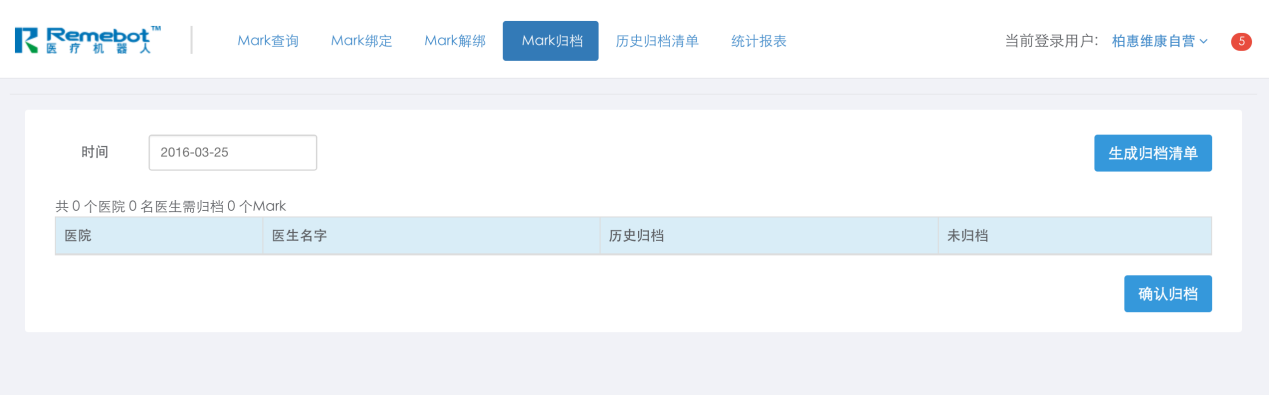 Remebot™
医疗机器人
Mark查询 Mark绑定 Mark解绑 Mark归档 历史归档清单 统计报表 当前登录用户: 柏惠维康自营 5
时间 2016-03-25 生成归档清单
共 0 个医院 0 名医生需归档 0 个Mark
医院 医生名字 历史归档 未归档
确认归档